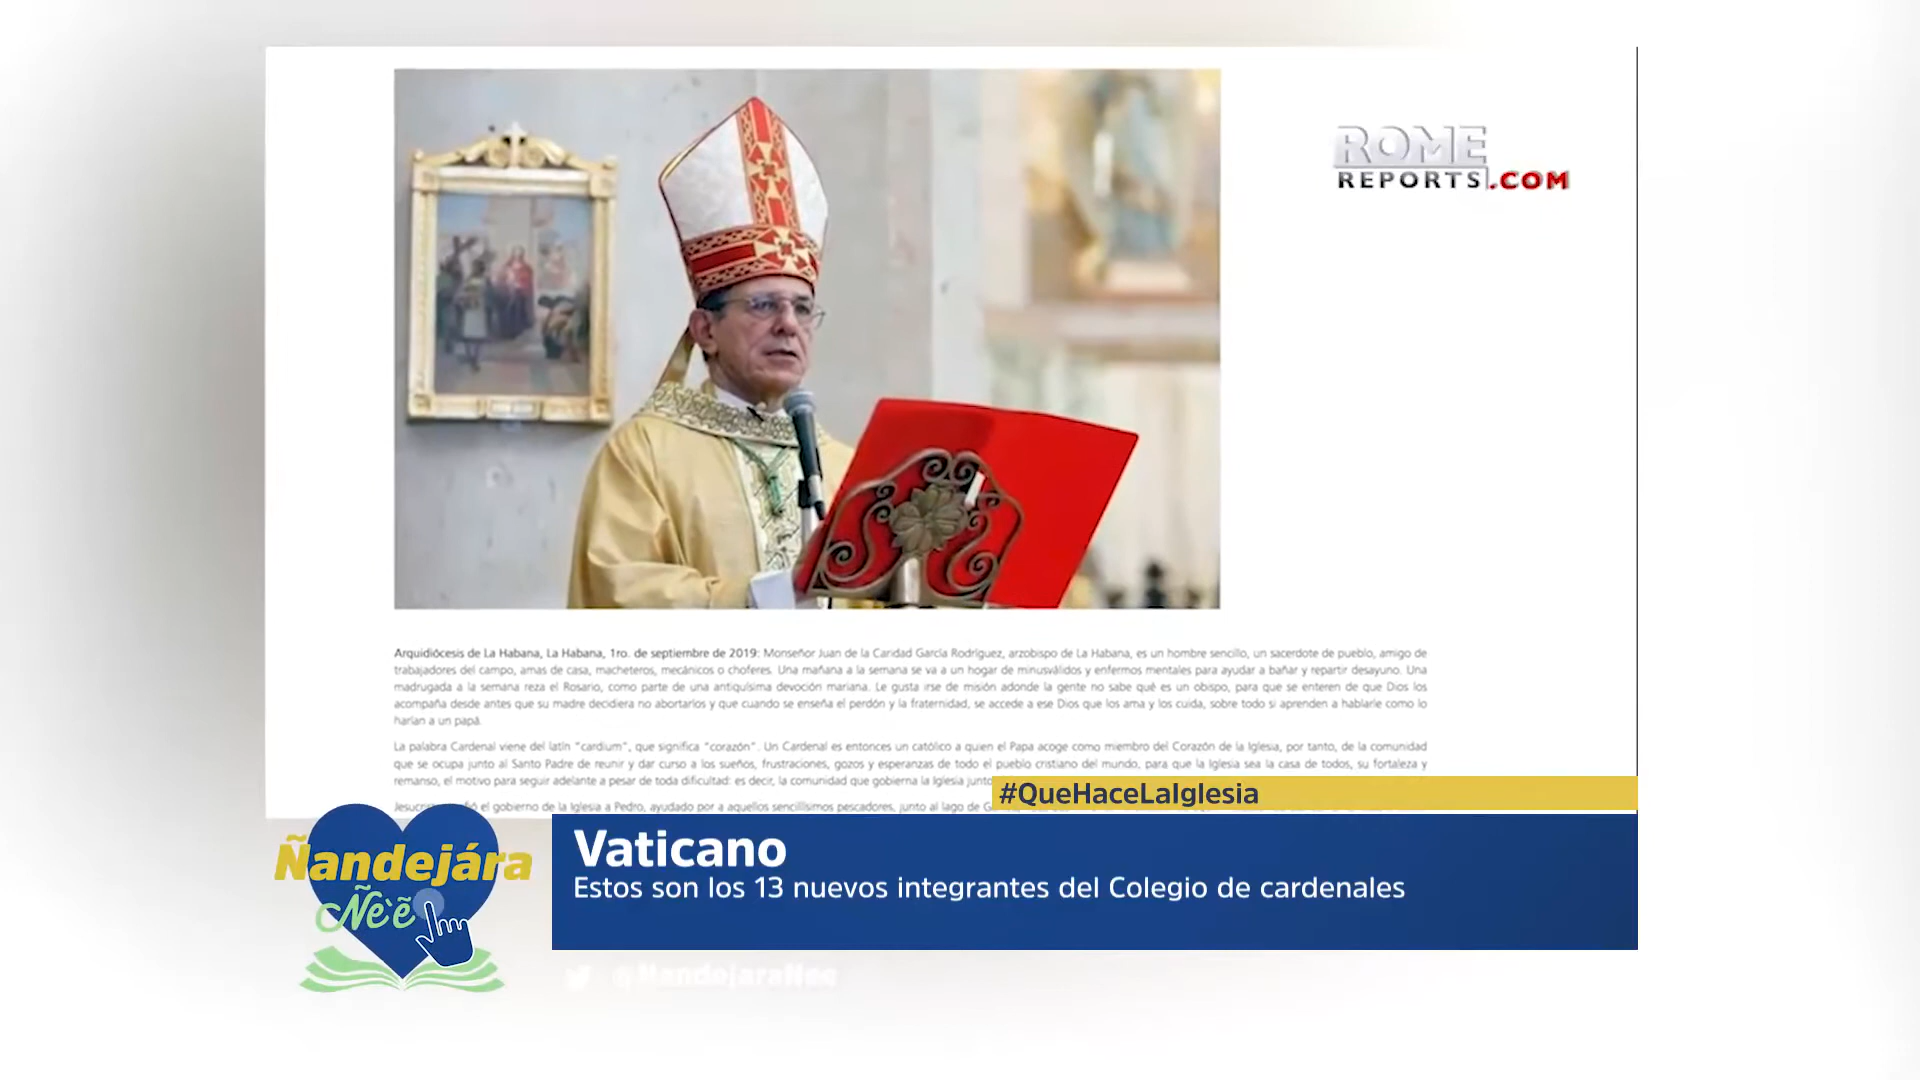 ROME
REPORTS.COM
Arquidiócesis de La Habana, La Habana, 1ro. de septiembre de 2019: Monseñor Juan de la Caridad García Rodríguez, arzobispo de La Habana, es un hombre sencillo, un sacerdote de pueblo, amigo de
trabajadores del campo, amas de casa, macheteros, mecánicos o choferes. Una mañana a la semana se va a un hogar de minusválidos y enfermos mentales para ayudar a bañar y repartir desayuno. Una
madrugada a la semana reza el Rosario, como parte de una antiquísima devoción mariana. Le gusta irse de misión adonde la gente no sabe qué es un obispo, para que se enteren de que Dios los
acompaña desde antes que su madre decidiera no abortarlos y que cuando se enseña el perdón y la fraternidad, se accede a ese Dios que los ama y los cuida, sobre todo si aprenden a hablarle como lo
harían a un papá.
La palabra Cardenal viene del latín "cardium", que significa "corazón". Un Cardenal es entonces un católico a quien el Papa acoge como miembro del Corazón de la Iglesia, por tanto, de la comunidad
que se ocupa junto al Santo Padre de reunir y dar curso a los sueños, frustraciones, gozos y esperanzas de todo el pueblo cristiano del mundo, para que la Iglesia sea la casa de todos, su fortaleza y
remanso, el motivo para seguir adelante a pesar de toda dificultad: es decir, la comunidad que gobierna la Iglesia junto
el gobierno de la Iglesia a Pedro, ayudado por a aquellos sencillísimos pescadores, junto al lago de
#QueHaceLaIglesia
Vaticano
Estos son los 13 nuevos integrantes del Colegio de cardenales
Ñandejára
Ñe'ẽ
@NandejaraNee